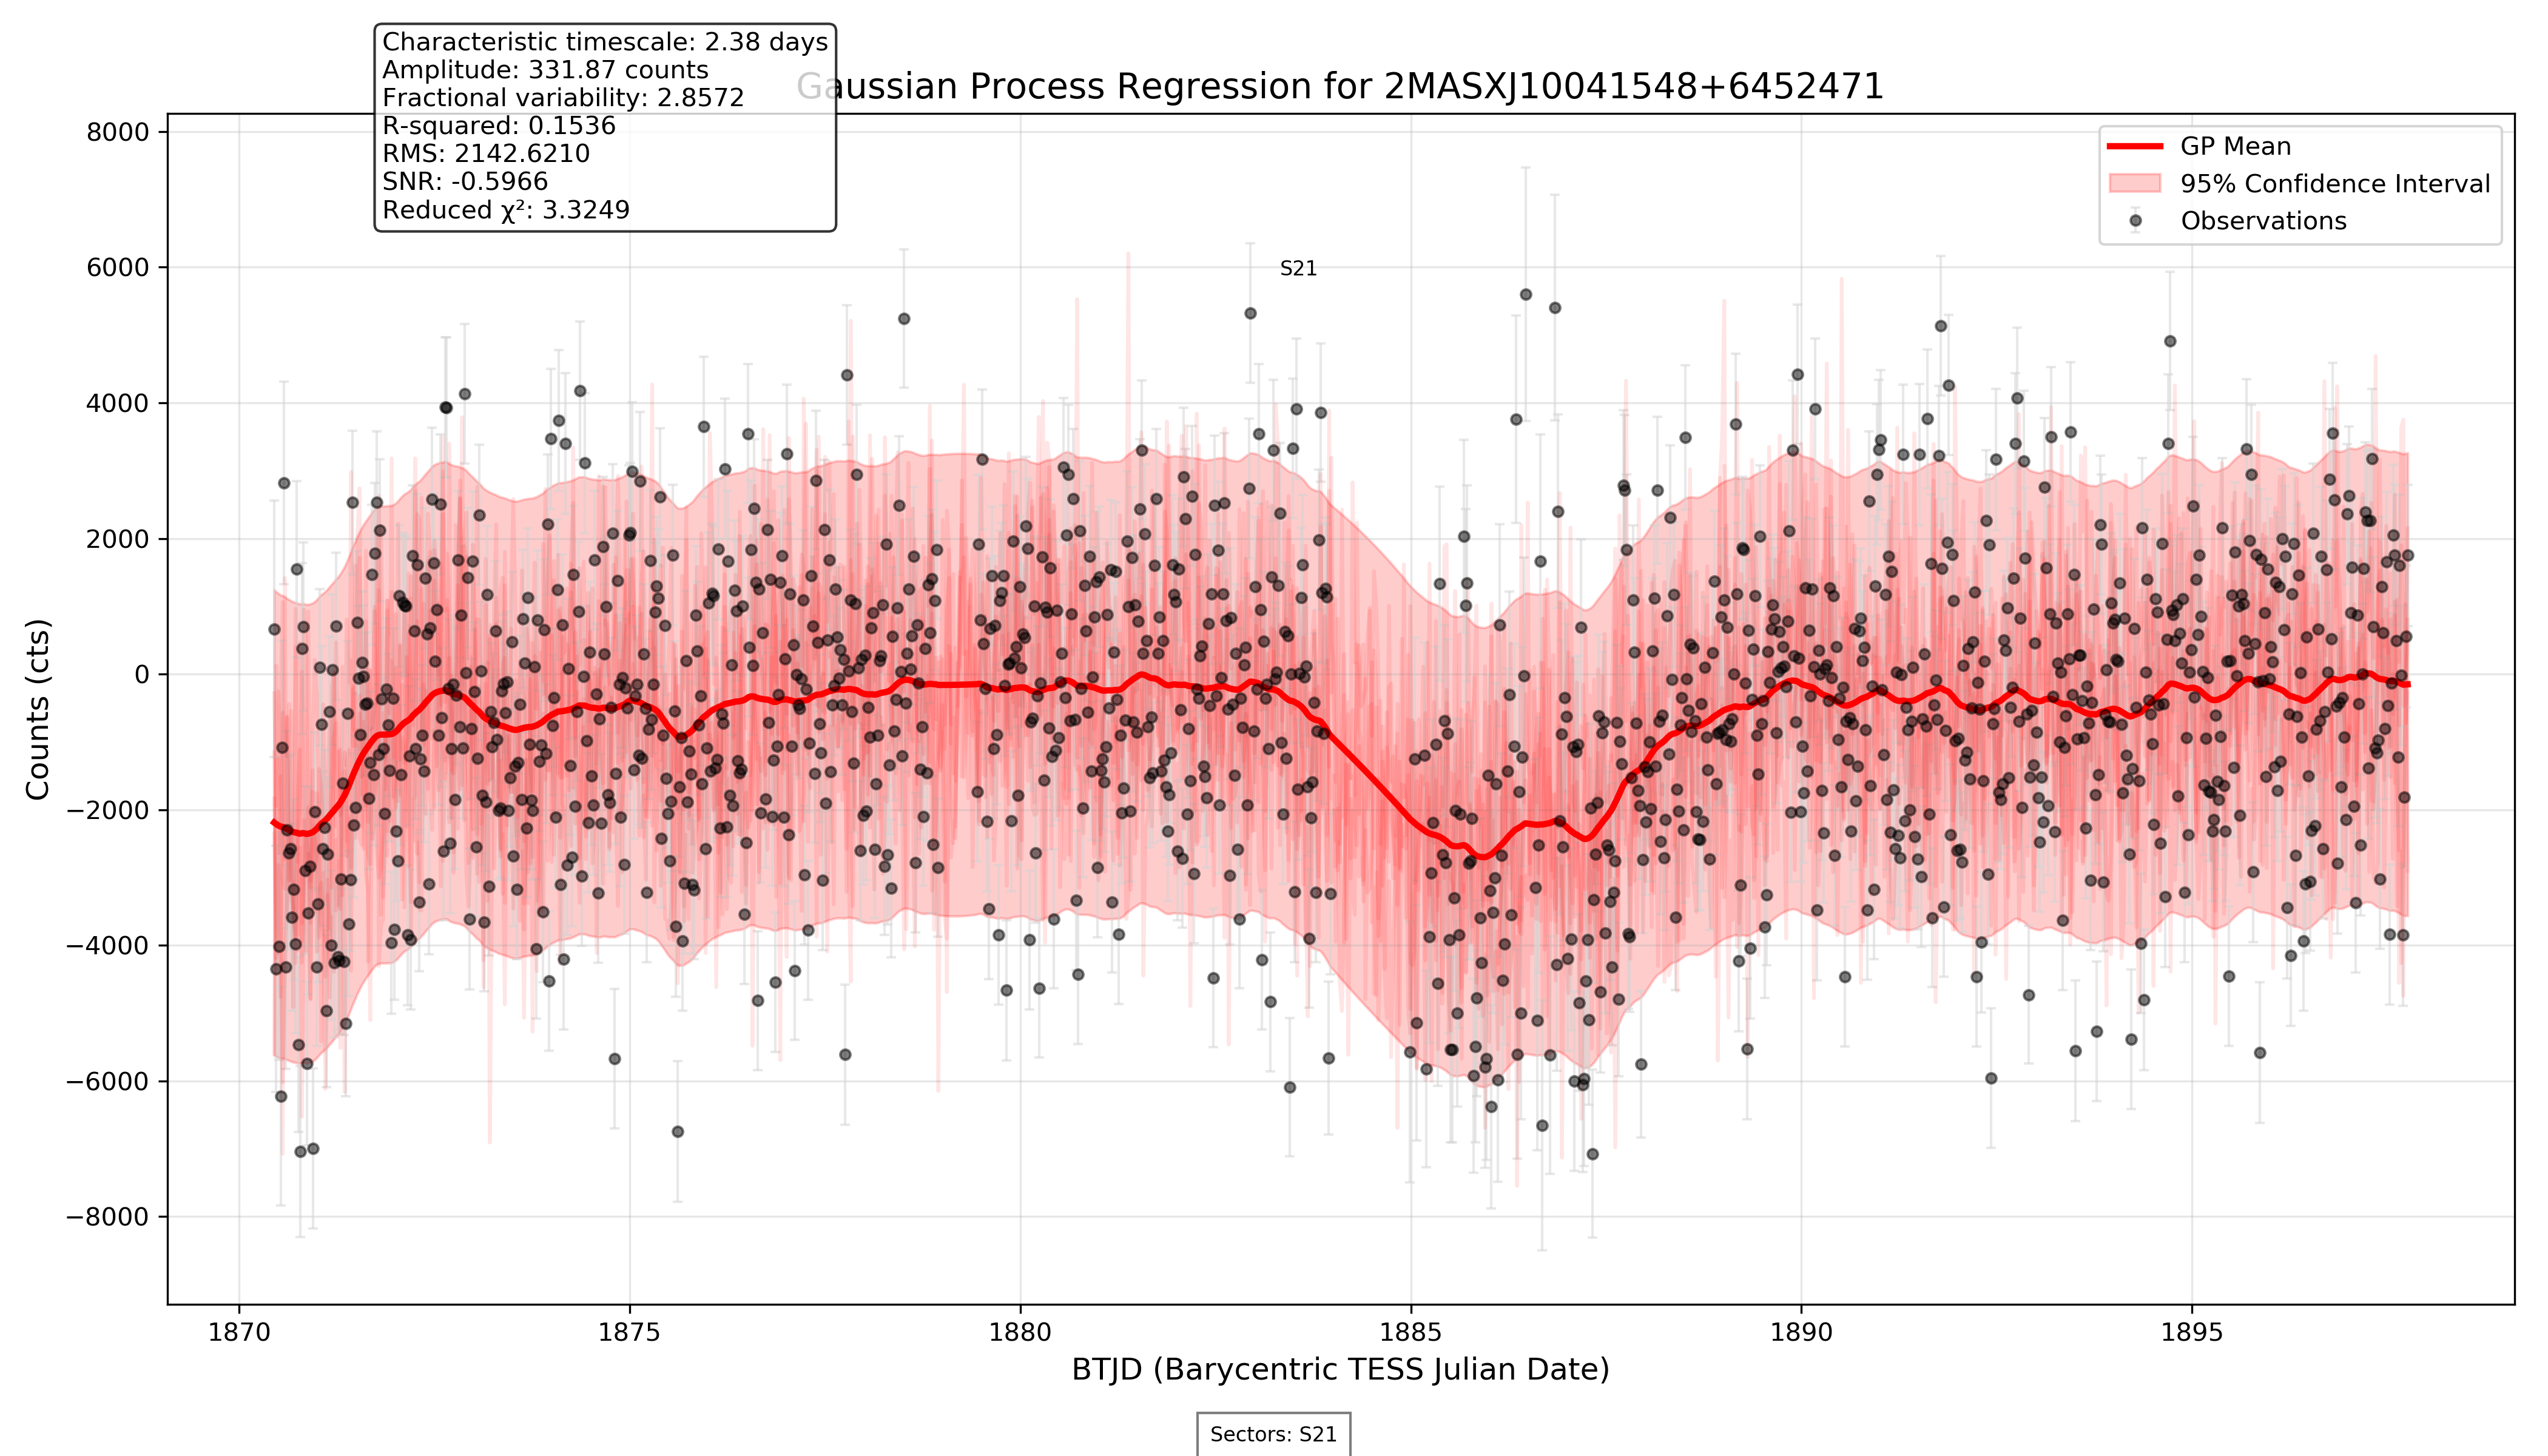 Characteristic timescale: 2.38 days
Amplitude: 331.87 counts
Fractional variability: 2.8572
R-squared: 0.1536
RMS: 2142.6210
SNR: -0.5966
Reduced χ²: 3.3249
Gaussian Process Regression for 2MASXJ10041548+6452471
GP Mean
95% Confidence Interval
Observations
S21
8000
6000
4000
2000
0
−2000
−4000
−6000
−8000
Counts (cts)
1870
1875
1880
1885
1890
1895
BTJD (Barycentric TESS Julian Date)
Sectors: S21